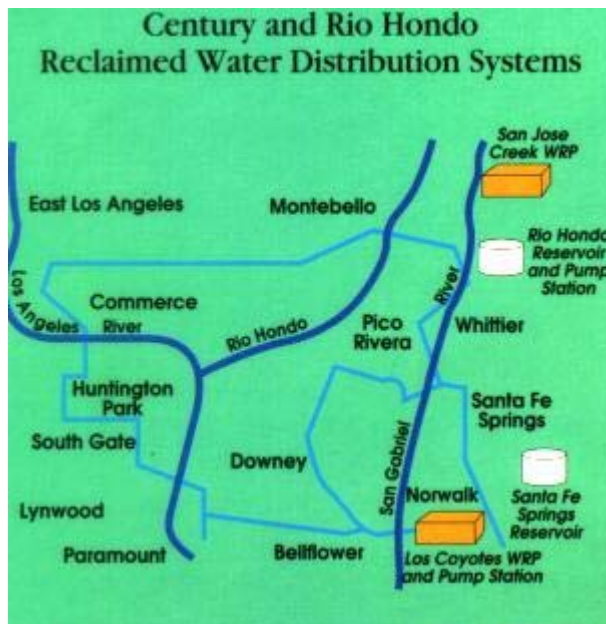 Century and Rio Hondo
Reclaimed Water Distribution Systems
San Jose
Creek WRP
East Los Angeles
Montebello
Rio Hondo
Reservoir
and Pump
Station
Los Angeles
River
Commerce
Rio Hondo
Pico
Rivera
River
Whittier
Huntington
Park
Santa Fe
Springs
South Gate
Downey
San Gabriel
Norwalk
Santa Fe
Springs
Reservoir
Lynwood
Paramount
Bellflower
Los Coyotes WRP
and Pump Station